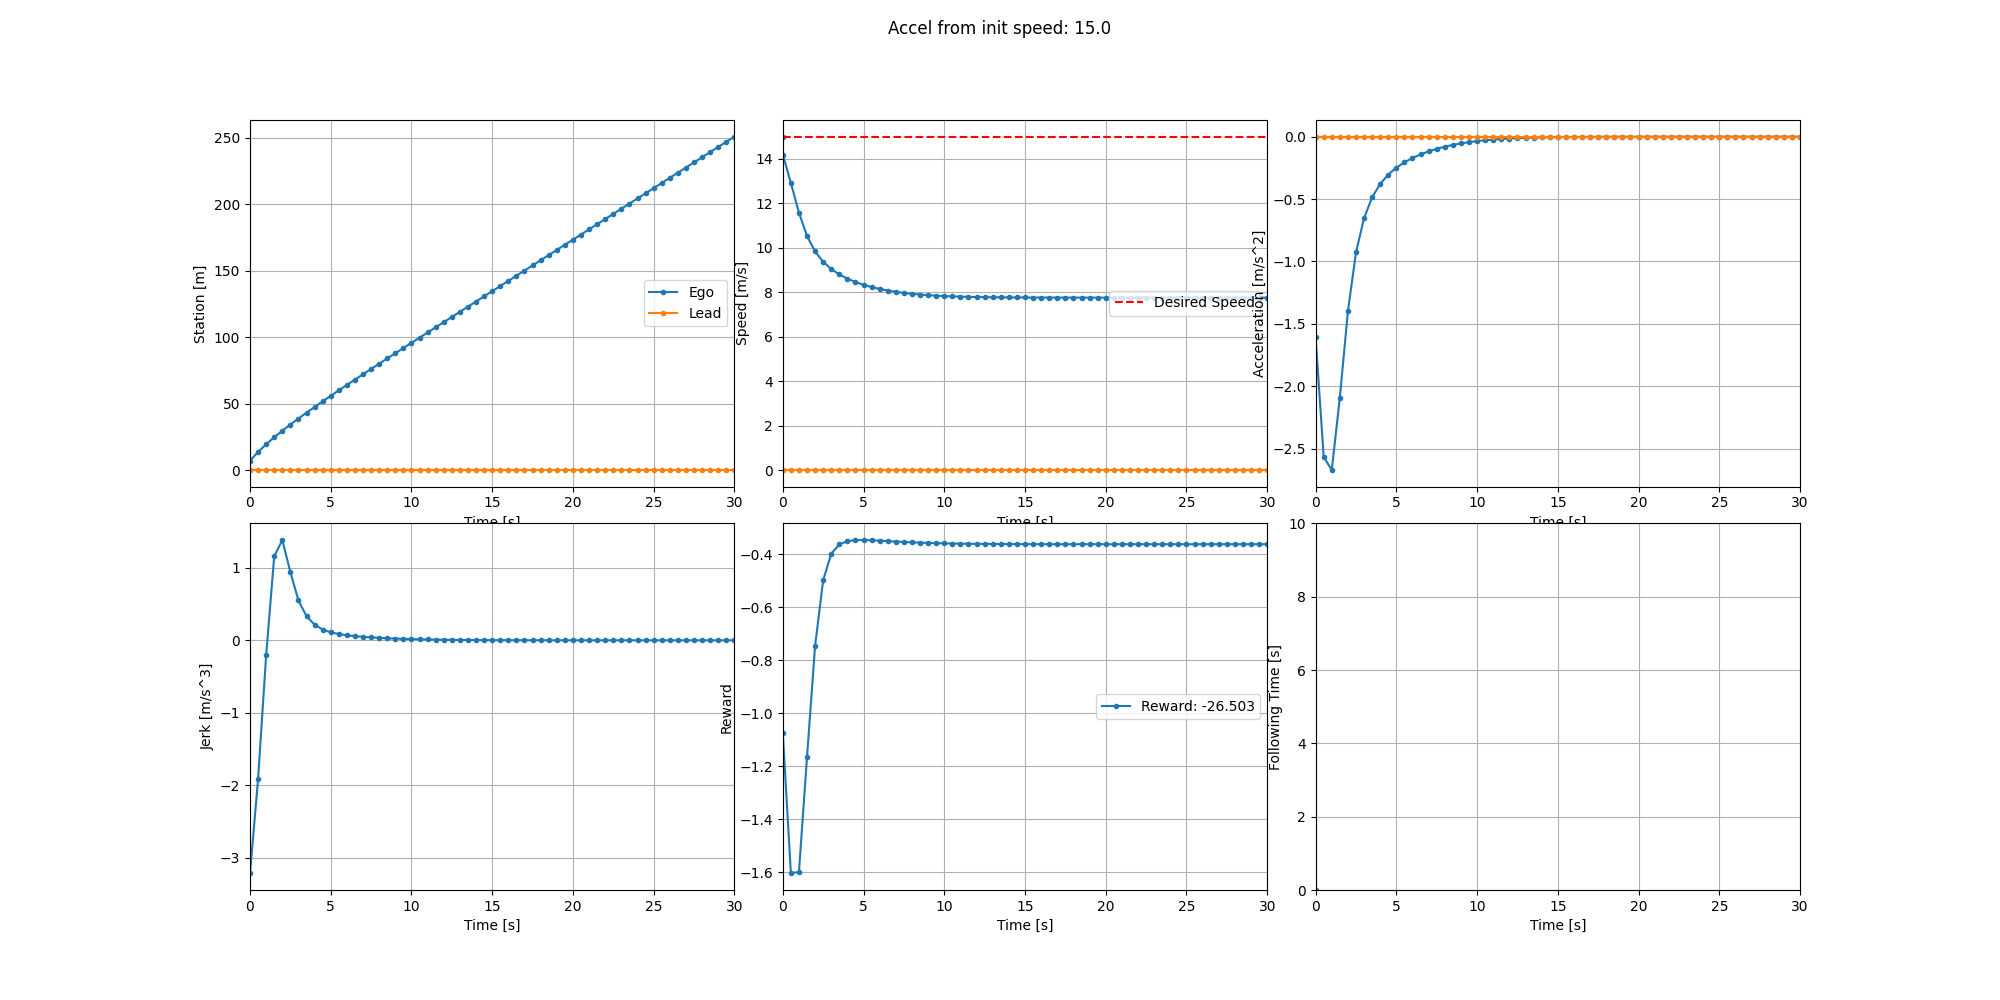 Accel from init speed: 15.0
250
200
150
100
50
0
Station [m]
Ego
Lead
0 5 10 15 20 25 30
Time [s]
14
12
10
8
6
4
2
0
Speed [m/s]
Desired Speed
0 5 10 15 20 25 30
Time [s]
0.0
−0.5
−1.0
−1.5
−2.0
−2.5
Acceleration [m/s^2]
0 5 10 15 20 25 30
Time [s]
1
0
−1
−2
−3
Jerk [m/s^3]
0 5 10 15 20 25 30
Time [s]
−0.4
−0.6
−0.8
−1.0
−1.2
−1.4
−1.6
Reward
Reward: -26.503
0 5 10 15 20 25 30
Time [s]
10
8
6
4
2
0
Following Time [s]
0 5 10 15 20 25 30
Time [s]